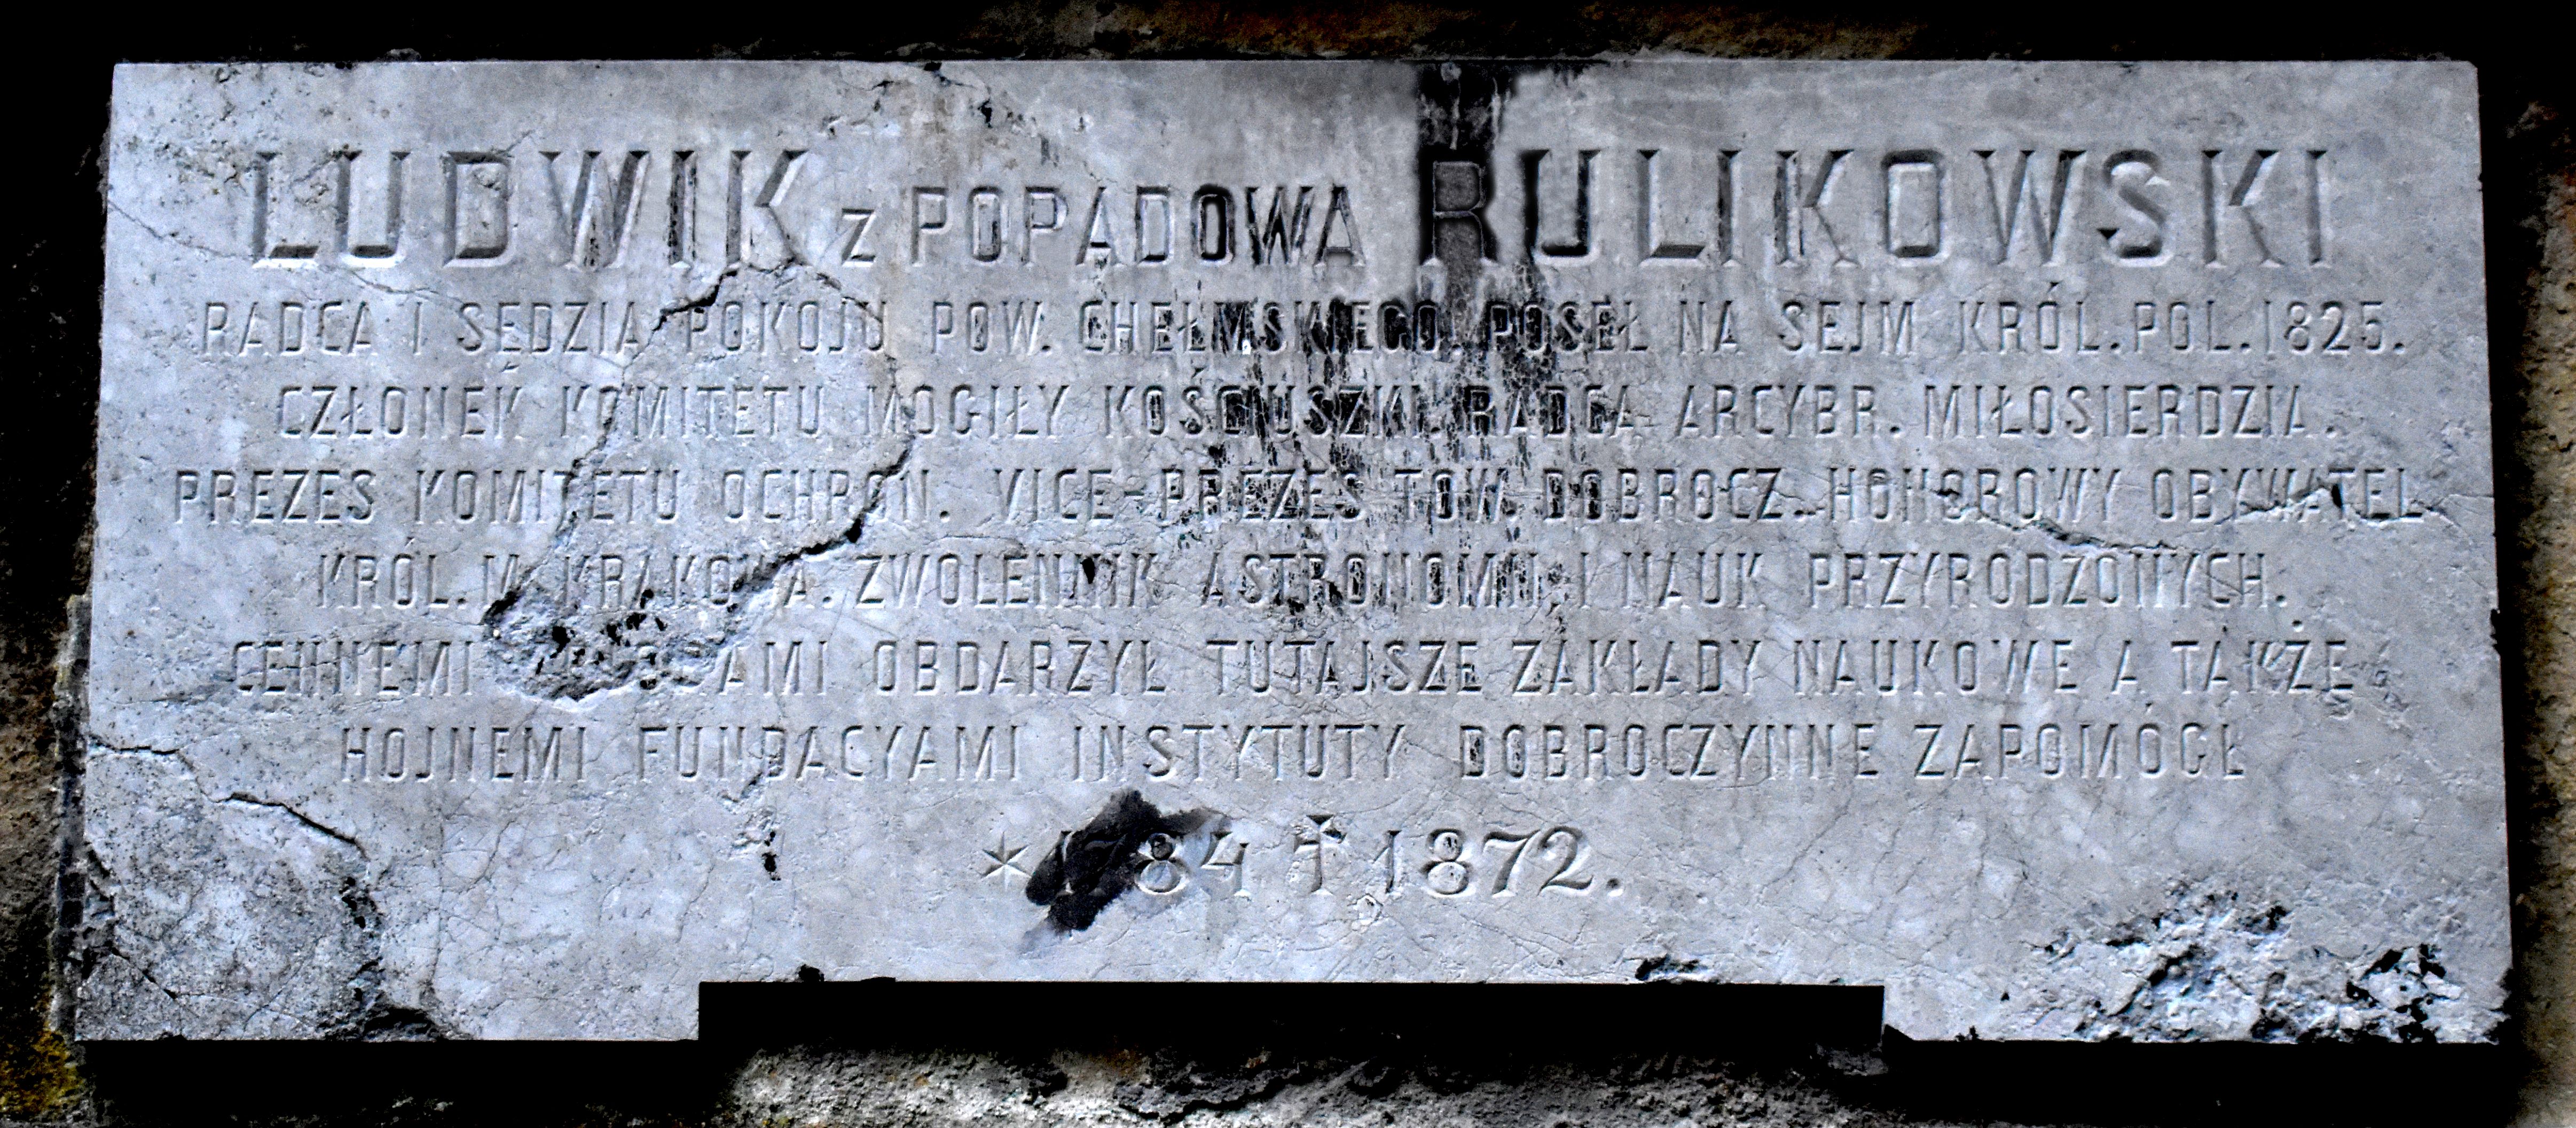 LUDWIK z POPADOWA RULIKOWSKI
RADCA I SĘDZIA POKOJU POW. CHEŁMSKIEGO. POSEŁ NA SEJM KRÓL. POL. 1825.
CZŁONEK KOMITETU MOGIŁY KOŚCIUSZKI. RADCA ARCYBR. MIŁOSIERDZIA.
PREZES KOMITETU OCHRON. VICE-PREZES TOW. DOBROCZ. HONOROWY OBYWATEL
KRÓL. M. KRAKOWA. ZWOLENNIK ASTRONOMII I NAUK PRZYRODZONYCH.
CENNEMI OBDARZYŁ TUTAJSZE ZAKŁADY NAUKOWE A TAKŻE
HOJNEMI FUNDACYAMI INSTYTUTY DOBROCZYNNE ZAPOMÓGŁ
* 1784 † 1872.